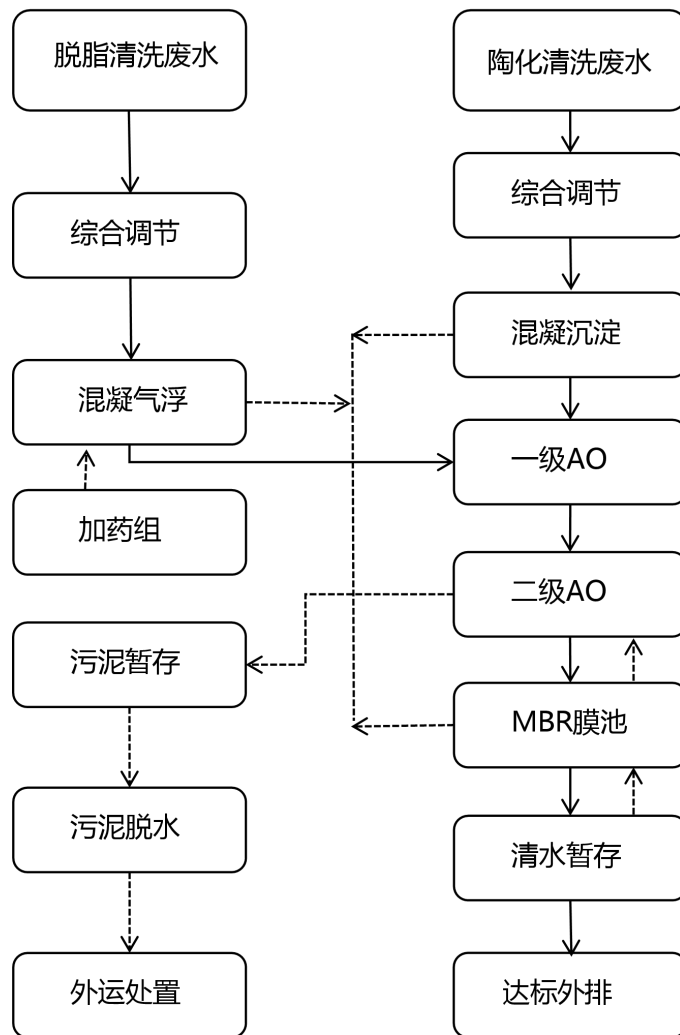 脱脂清洗废水
陶化清洗废水
综合调节
综合调节
混凝沉淀
混凝气浮
一级AO
加药组
二级AO
污泥暂存
MBR膜池
污泥脱水
清水暂存
外运处置
达标外排